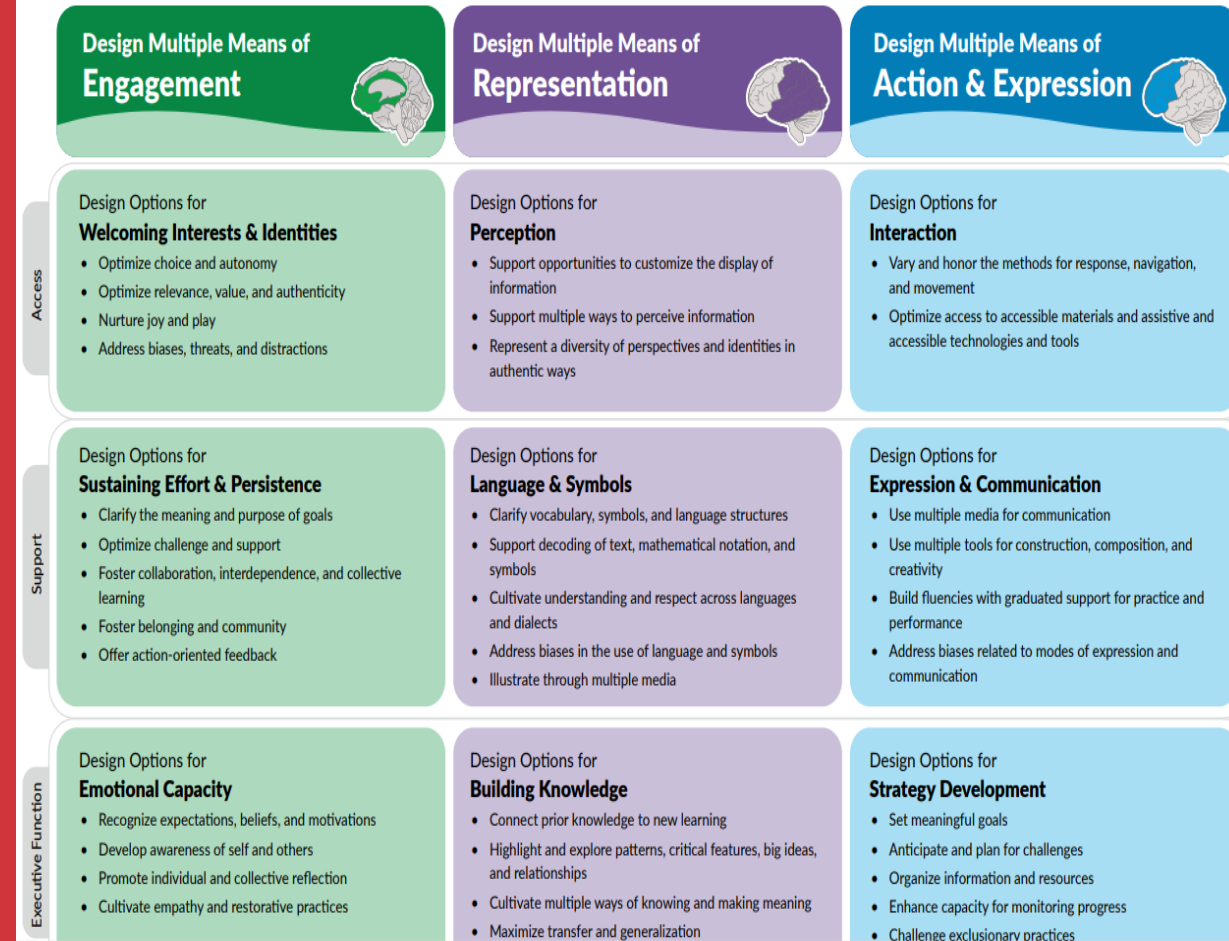 Design Multiple Means of
Engagement
Design Multiple Means of
Representation
Design Multiple Means of
Action & Expression
Access
Design Options for
Welcoming Interests & Identities
• Optimize choice and autonomy
• Optimize relevance, value, and authenticity
• Nurture joy and play
• Address biases, threats, and distractions
Design Options for
Perception
• Support opportunities to customize the display of
information
• Support multiple ways to perceive information
• Represent a diversity of perspectives and identities in
authentic ways
Design Options for
Interaction
• Vary and honor the methods for response, navigation,
and movement
• Optimize access to accessible materials and assistive and
accessible technologies and tools
Support
Design Options for
Sustaining Effort & Persistence
• Clarify the meaning and purpose of goals
• Optimize challenge and support
• Foster collaboration, interdependence, and collective
learning
• Foster belonging and community
• Offer action-oriented feedback
Design Options for
Language & Symbols
• Clarify vocabulary, symbols, and language structures
• Support decoding of text, mathematical notation, and
symbols
• Cultivate understanding and respect across languages
and dialects
• Address biases in the use of language and symbols
• Illustrate through multiple media
Design Options for
Expression & Communication
• Use multiple media for communication
• Use multiple tools for construction, composition, and
creativity
• Build fluencies with graduated support for practice and
performance
• Address biases related to modes of expression and
communication
Executive Function
Design Options for
Emotional Capacity
• Recognize expectations, beliefs, and motivations
• Develop awareness of self and others
• Promote individual and collective reflection
• Cultivate empathy and restorative practices
Design Options for
Building Knowledge
• Connect prior knowledge to new learning
• Highlight and explore patterns, critical features, big ideas,
and relationships
• Cultivate multiple ways of knowing and making meaning
• Maximize transfer and generalization
Design Options for
Strategy Development
• Set meaningful goals
• Anticipate and plan for challenges
• Organize information and resources
• Enhance capacity for monitoring progress
• Challenge exclusionary practices